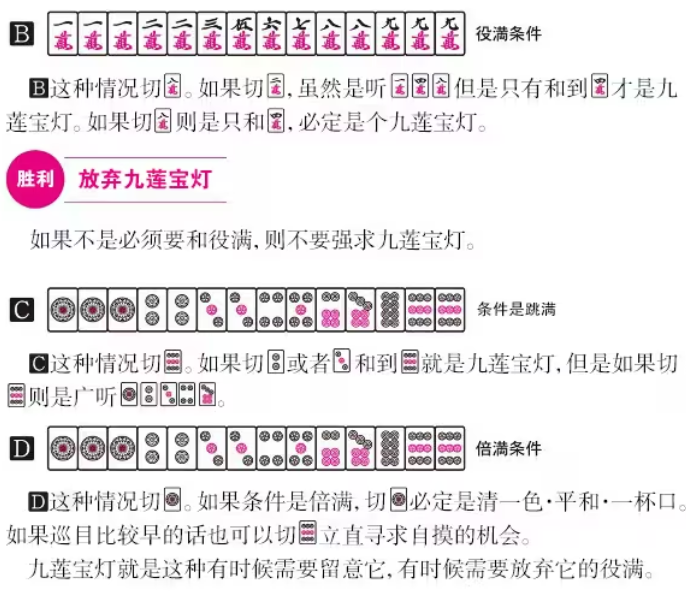 B 一萬 一萬 一萬 二萬 二萬 三萬 伍萬 六萬 七萬 八萬 八萬 九萬 九萬 九萬 役满条件
B这种情况切八萬。如果切二萬,虽然是听一萬四萬八萬但是只有和到四萬才是九
莲宝灯。如果切八萬则是只和四萬,必定是个九莲宝灯。
胜利 放弃九莲宝灯
如果不是必须要和役满,则不要强求九莲宝灯。
C 条件是跳满
C这种情况切。如果切或者和到就是九莲宝灯,但是如果切
则是广听。
D 倍满条件
D这种情况切。如果条件是倍满,切必定是清一色·平和·一杯口。
如果巡目比较早的话也可以切立直寻求自摸的机会。
九莲宝灯就是这种有时候需要留意它,有时候需要放弃它的役满。